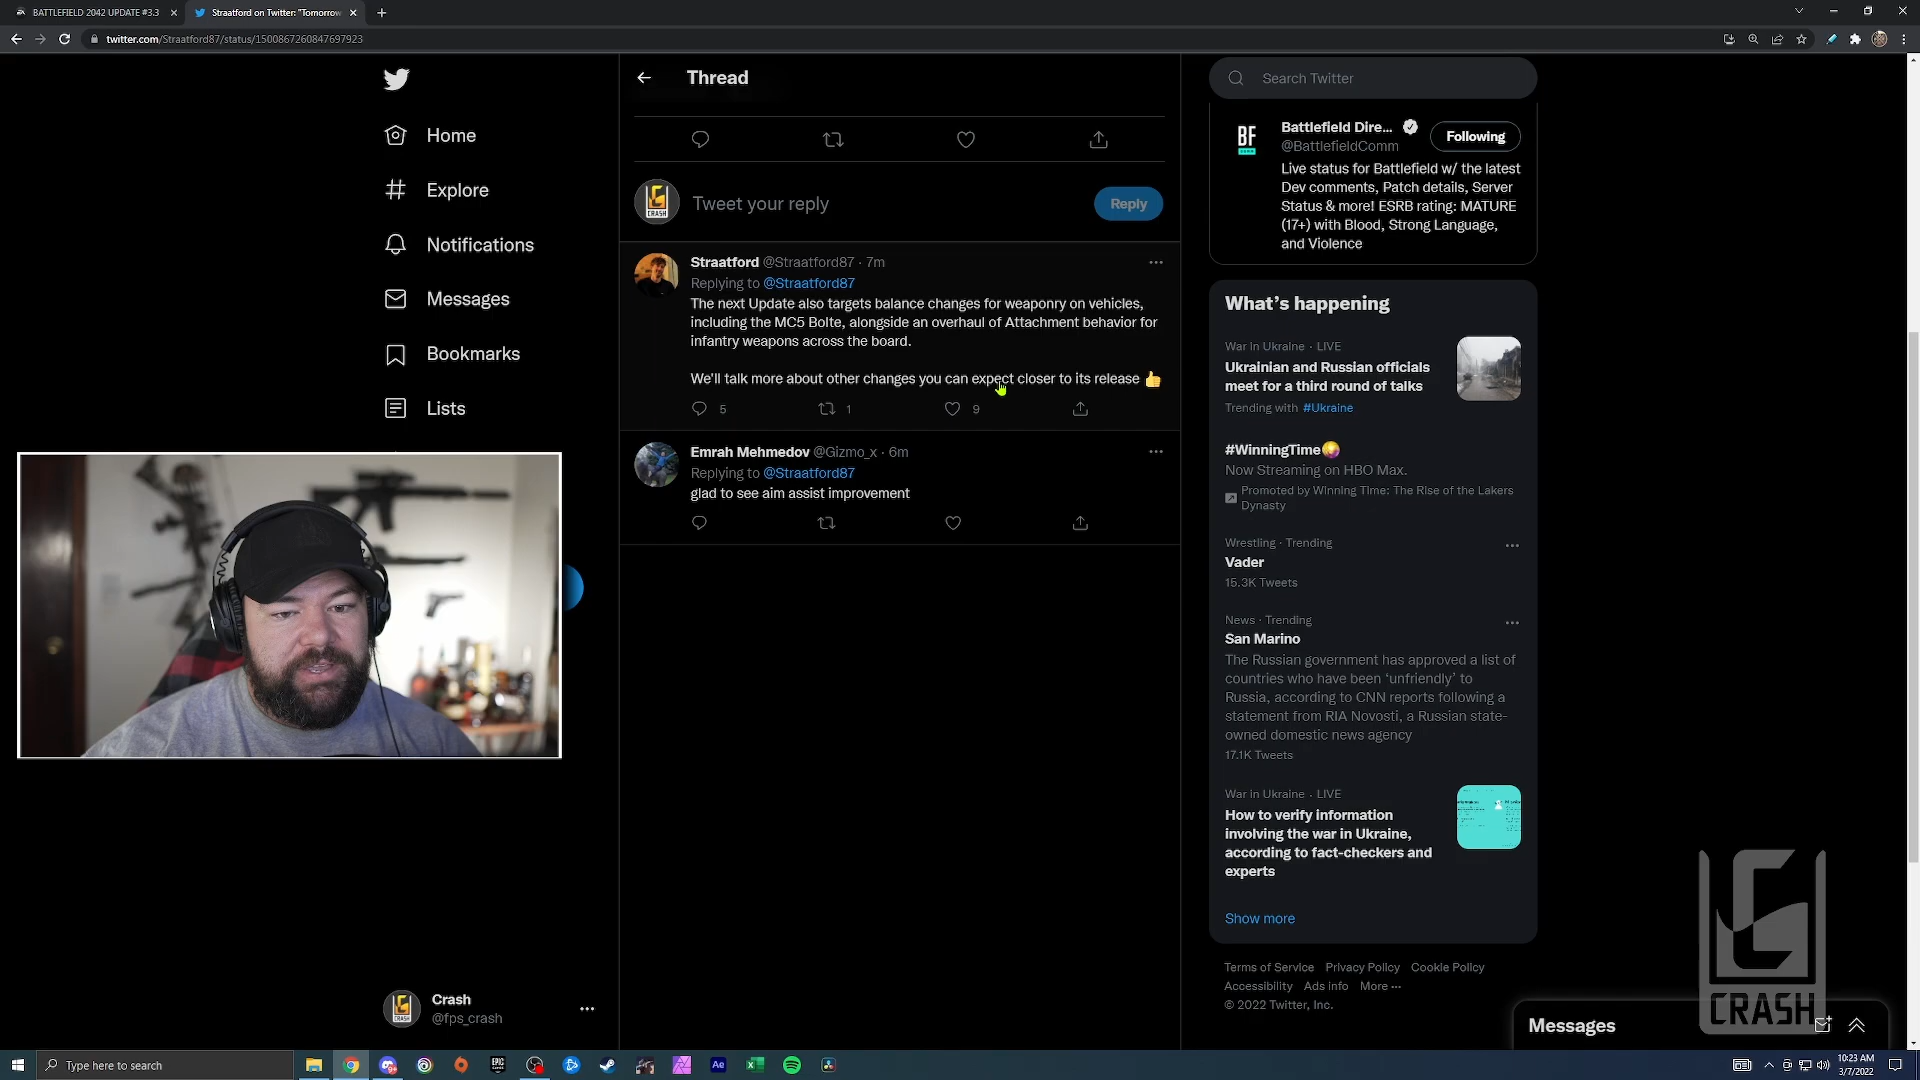 BATTLEFIELD 2042 UPDATE #3.3
Straatford on Twitter: "Tomorrow
twitter.com/Straatford87/status/1500867260847697923
Home
Explore
Notifications
Messages
Bookmarks
Lists
Crash
@fps_crash
Thread
CRASH
Tweet your reply
Reply
Straatford @Straatford87 · 7m
Replying to @Straatford87
The next Update also targets balance changes for weaponry on vehicles,
including the MC5 Bolte, alongside an overhaul of Attachment behavior for
infantry weapons across the board.
We'll talk more about other changes you can expect closer to its release 👍
5 1 9
Emrah Mehmedov @Gizmo_x · 6m
Replying to @Straatford87
glad to see aim assist improvement
Search Twitter
BF
Battlefield Dire...
@BattlefieldComm
Following
Live status for Battlefield w/ the latest
Dev comments, Patch details, Server
Status & more! ESRB rating: MATURE
(17+) with Blood, Strong Language,
and Violence
What's happening
War in Ukraine · LIVE
Ukrainian and Russian officials
meet for a third round of talks
Trending with #Ukraine
#WinningTime
Now Streaming on HBO Max.
Promoted by Winning Time: The Rise of the Lakers
Dynasty
Wrestling · Trending
Vader
15.3K Tweets
News · Trending
San Marino
The Russian government has approved a list of
countries who have been 'unfriendly' to
Russia, according to CNN reports following a
statement from RIA Novosti, a Russian state-
owned domestic news agency
17.1K Tweets
War in Ukraine · LIVE
How to verify information
involving the war in Ukraine,
according to fact-checkers and
experts
Show more
Terms of Service Privacy Policy Cookie Policy
Accessibility Ads info More ···
© 2022 Twitter, Inc.
Messages
CRASH
Type here to search
Ae
10:23 AM
3/7/2022